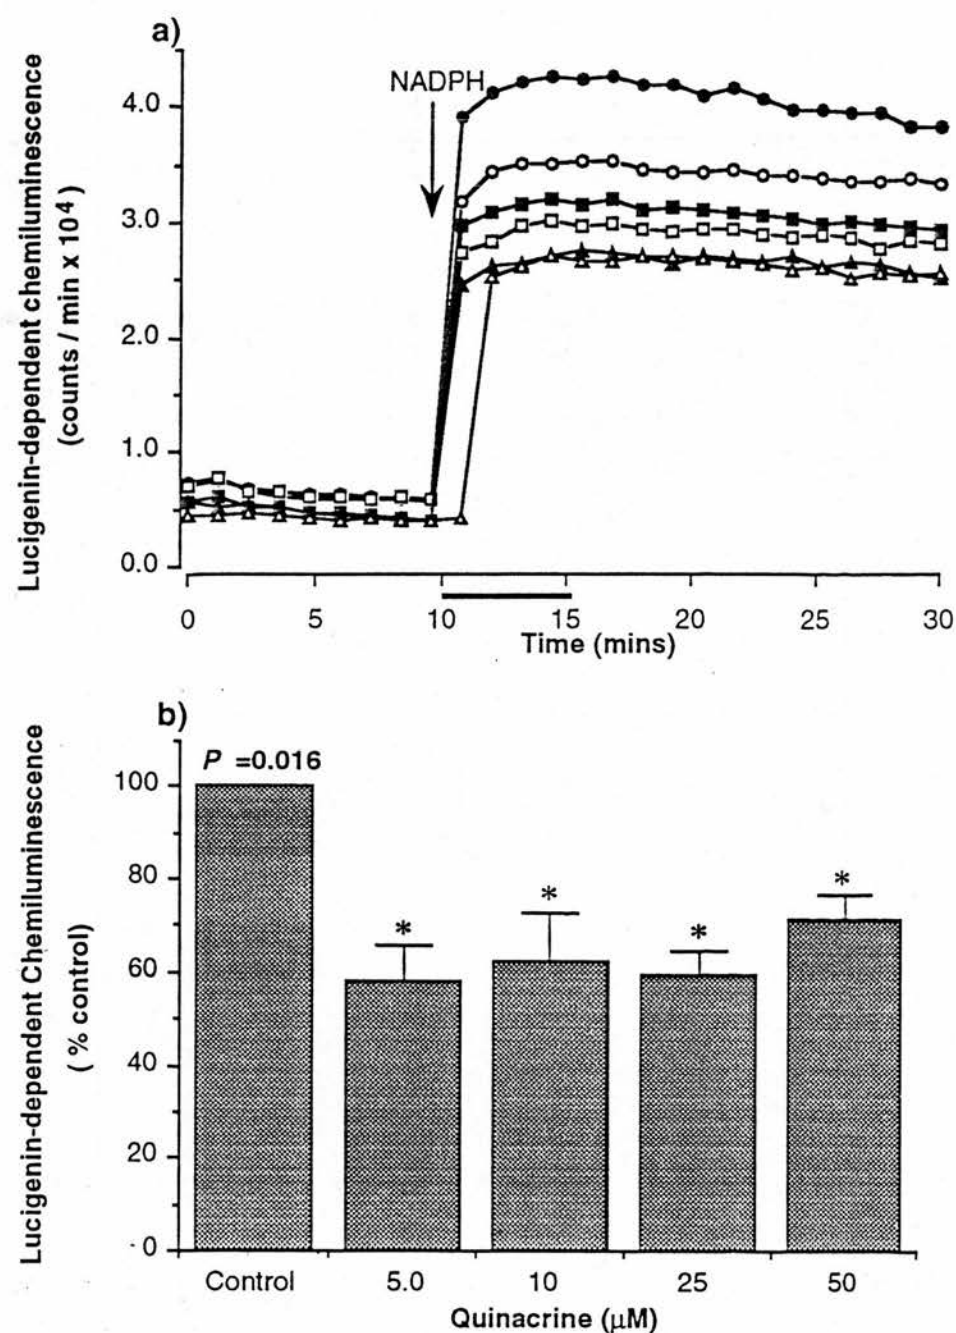 a)
Lucigenin-dependent chemiluminescence
(counts / min x 10⁴)
NADPH
4.0
3.0
2.0
1.0
0.0
0 5 10 15 20 25 30
Time (mins)
b)
Lucigenin-dependent Chemiluminescence
( % control)
P =0.016
100
80
60
40
20
0
* * * *
Control 5.0 10 25 50
Quinacrine (µM)